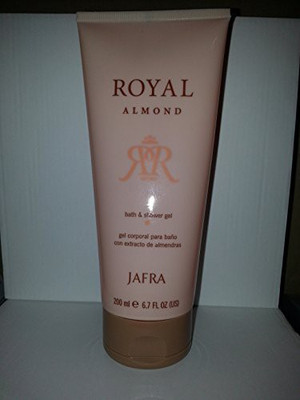 ROYAL
ALMOND
bath & shower gel
gel corporal para baño
con extracto de almendras
JAFRA
200 ml e 6.7 FL OZ (US)